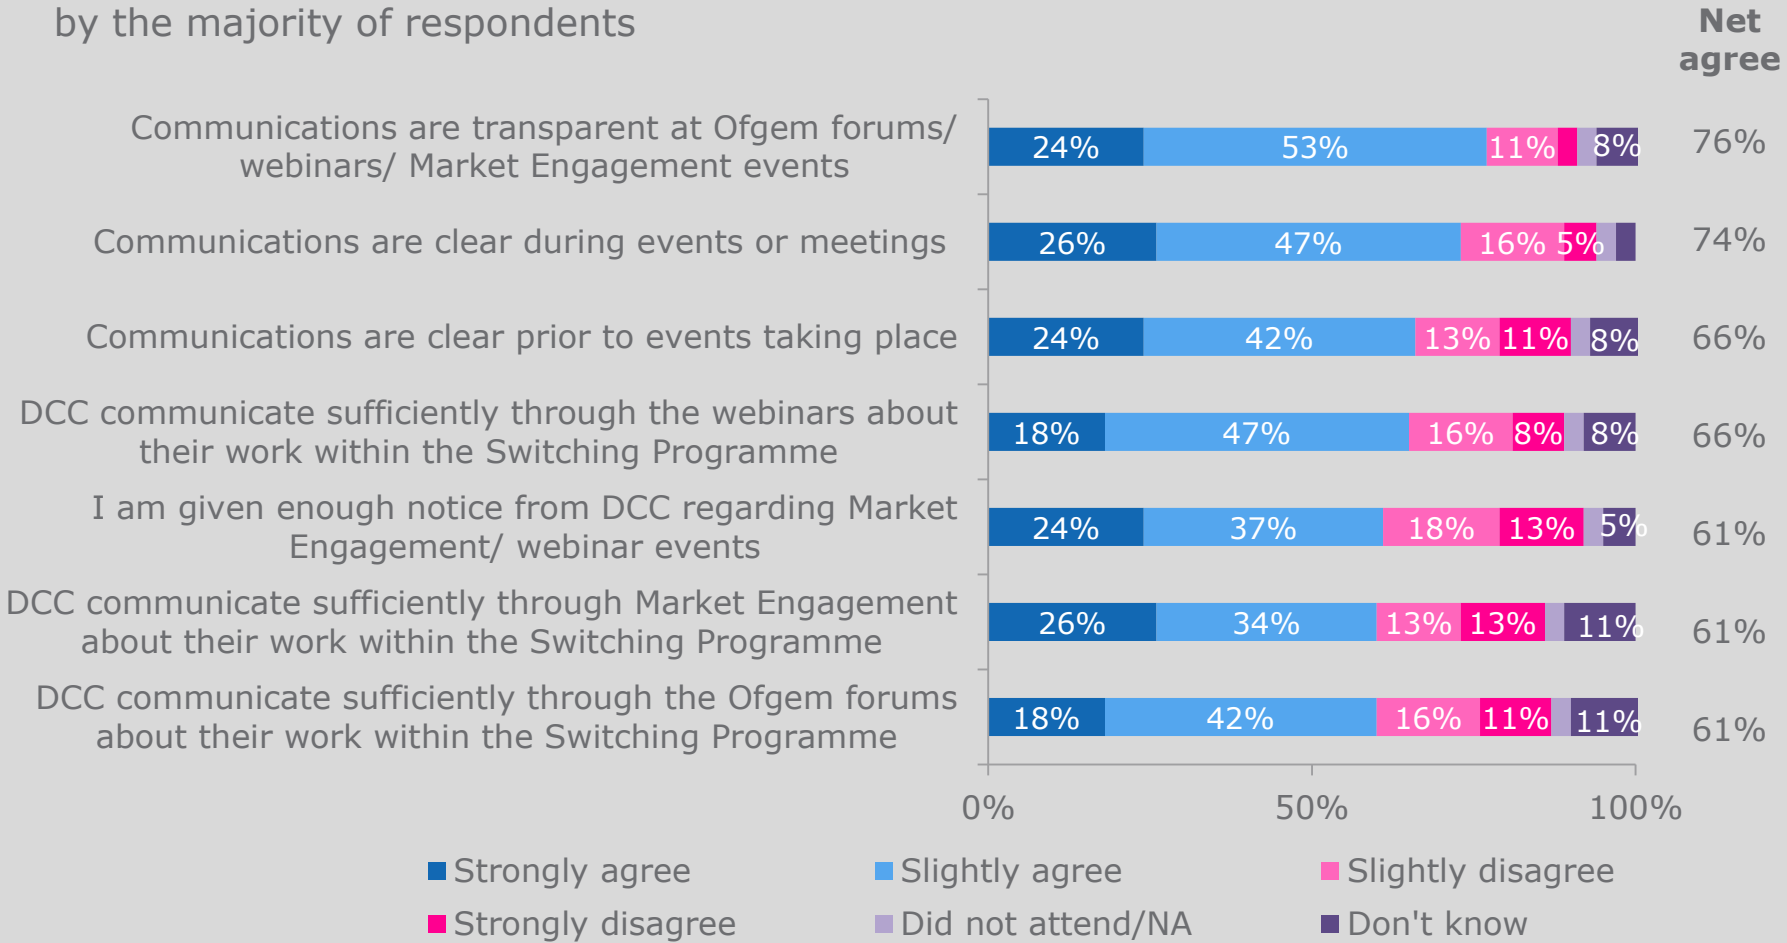 by the majority of respondents
Net
agree
Communications are transparent at Ofgem forums/
webinars/ Market Engagement events
24% 53% 11% 8% 76%
Communications are clear during events or meetings
26% 47% 16% 5% 74%
Communications are clear prior to events taking place
24% 42% 13% 11% 8% 66%
DCC communicate sufficiently through the webinars about
their work within the Switching Programme
18% 47% 16% 8% 8% 66%
I am given enough notice from DCC regarding Market
Engagement/ webinar events
24% 37% 18% 13% 5% 61%
DCC communicate sufficiently through Market Engagement
about their work within the Switching Programme
26% 34% 13% 13% 11% 61%
DCC communicate sufficiently through the Ofgem forums
about their work within the Switching Programme
18% 42% 16% 11% 11% 61%
0% 50% 100%
Strongly agree Slightly agree Slightly disagree
Strongly disagree Did not attend/NA Don't know